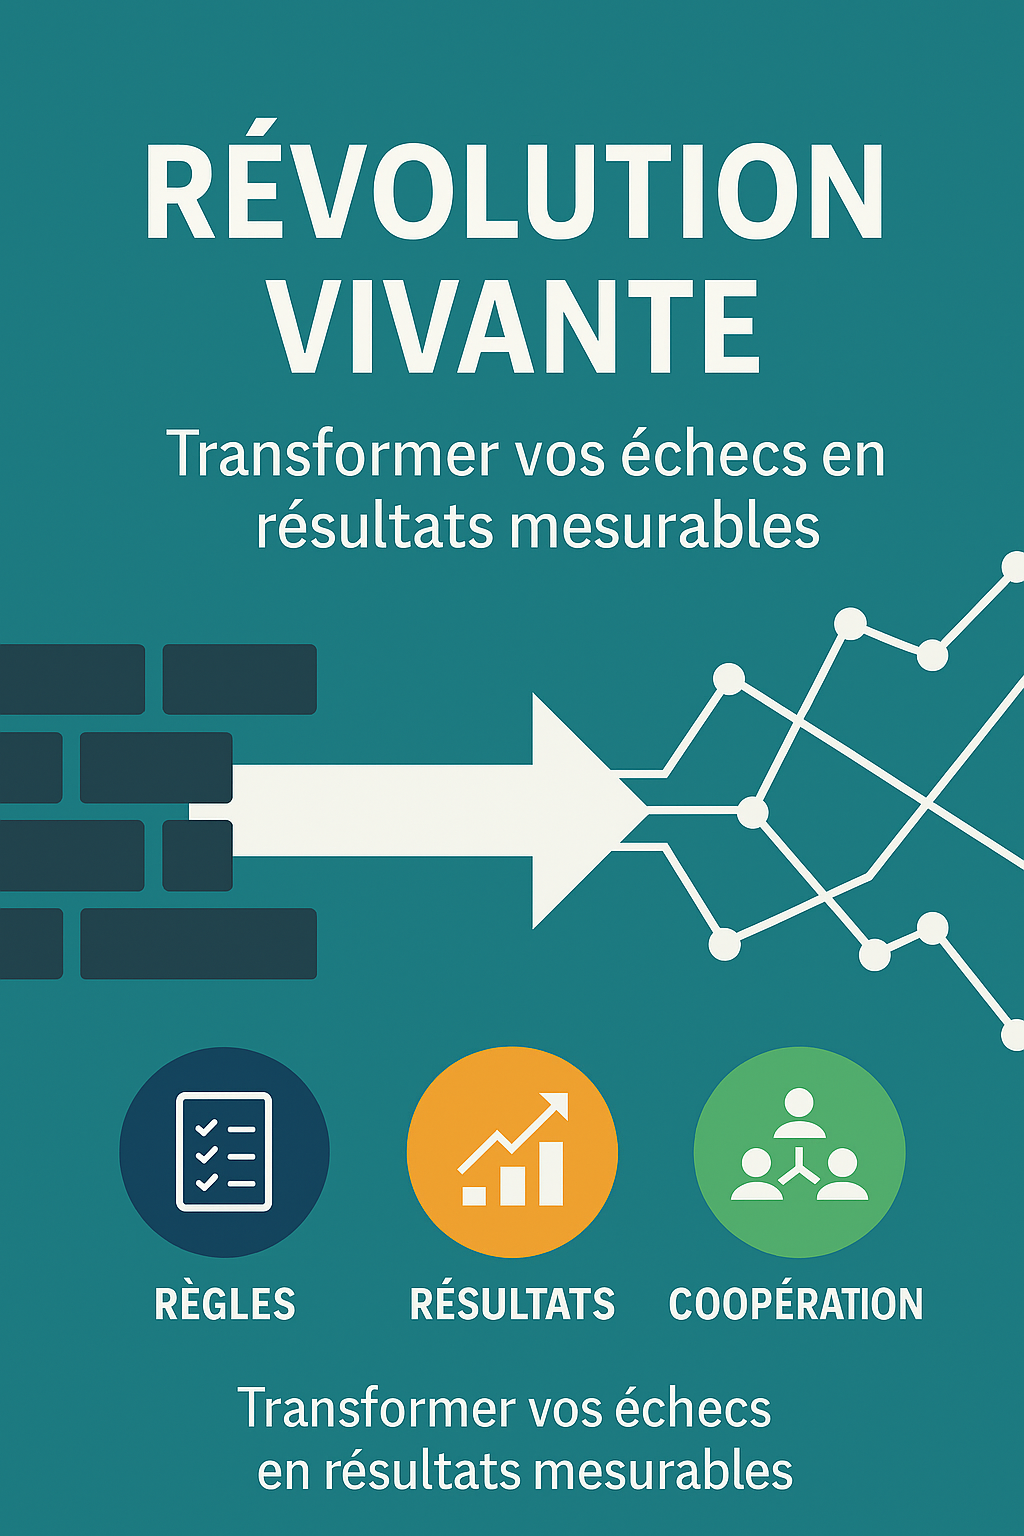 RÉVOLUTION
VIVANTE
Transformer vos échecs en
résultats mesurables
RÈGLES
RÉSULTATS
COOPÉRATION
Transformer vos échecs
en résultats mesurables